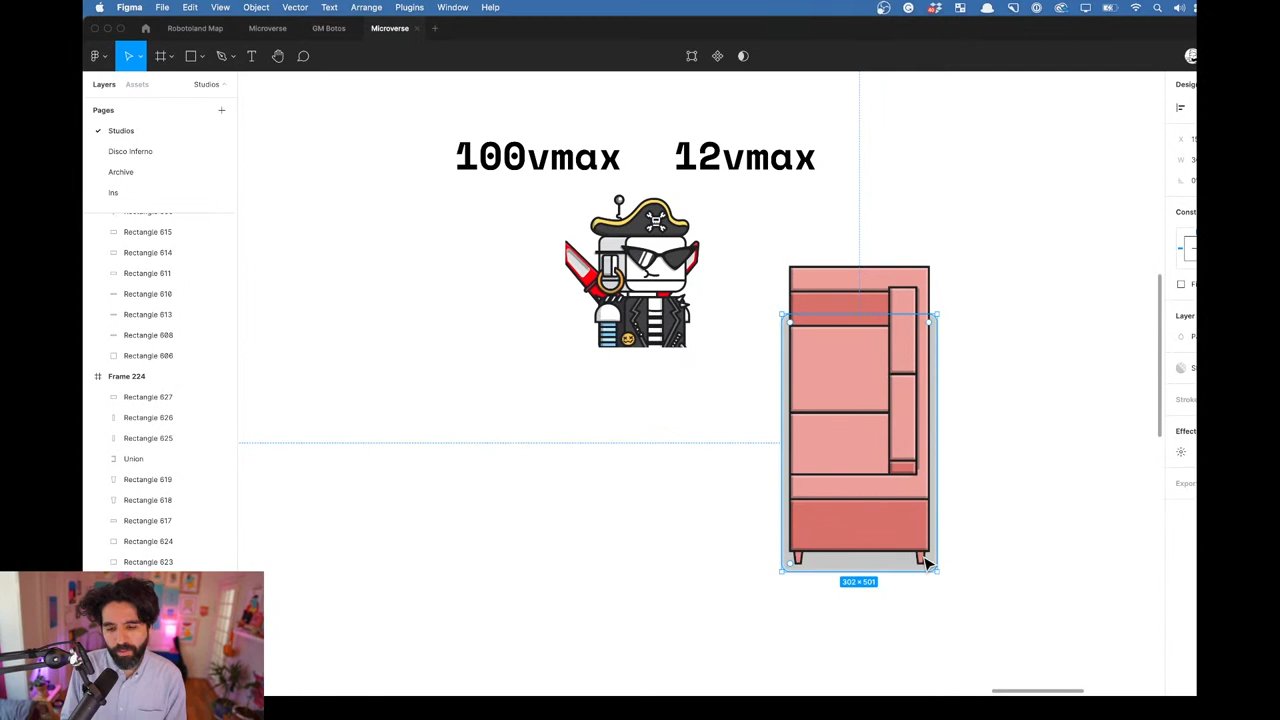 Figma File Edit View Object Vector Text Arrange Plugins Window Help
Robotoland Map Microverse GM Botos Microverse
Layers Assets Studios
Pages
Studios
Disco Inferno
Archive
Ins
Rectangle 615
Rectangle 614
Rectangle 611
Rectangle 610
Rectangle 613
Rectangle 608
Rectangle 606
Frame 224
Rectangle 627
Rectangle 626
Rectangle 625
Union
Rectangle 619
Rectangle 618
Rectangle 617
Rectangle 624
Rectangle 623
100vmax 12vmax
302 × 501
X
W
Layer